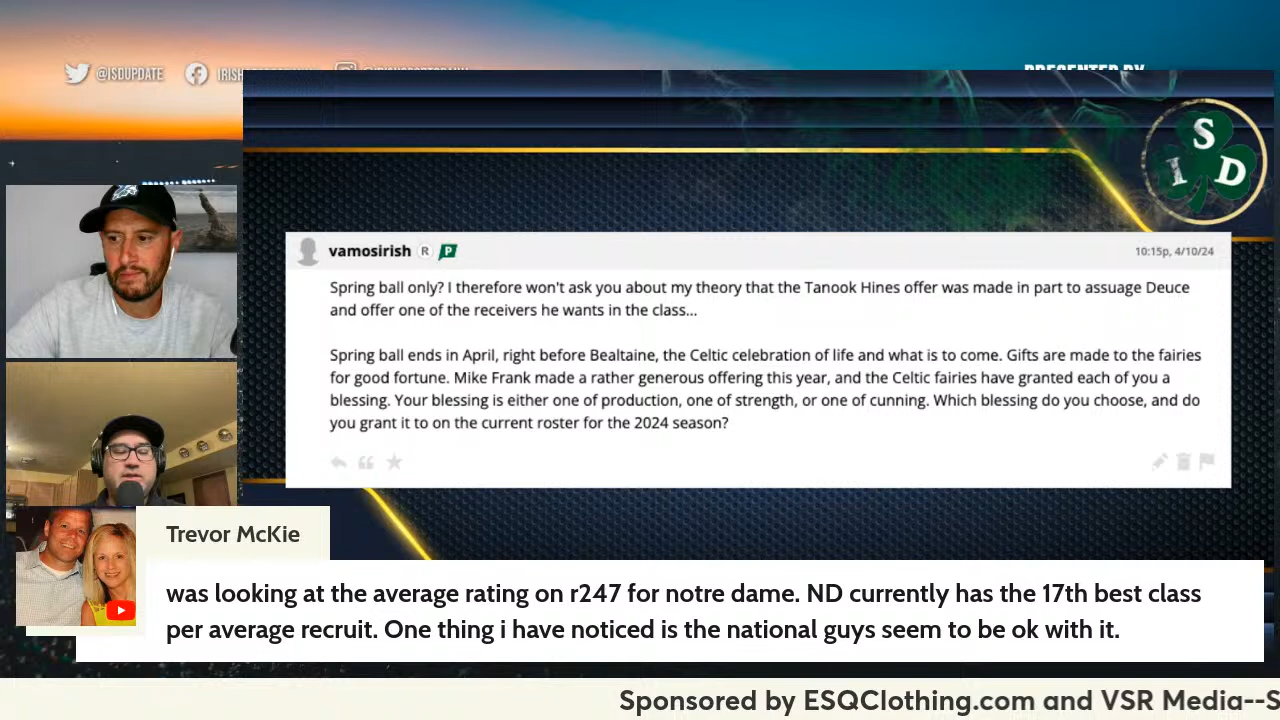 @ISDUPDATE
IRISH
PRESENTED BY
I S D
vamosirish R P
10:15p, 4/10/24
Spring ball only? I therefore won't ask you about my theory that the Tanook Hines offer was made in part to assuage Deuce
and offer one of the receivers he wants in the class...
Spring ball ends in April, right before Bealtaine, the Celtic celebration of life and what is to come. Gifts are made to the fairies
for good fortune. Mike Frank made a rather generous offering this year, and the Celtic fairies have granted each of you a
blessing. Your blessing is either one of production, one of strength, or one of cunning. Which blessing do you choose, and do
you grant it to on the current roster for the 2024 season?
Trevor McKie
was looking at the average rating on r247 for notre dame. ND currently has the 17th best class
per average recruit. One thing i have noticed is the national guys seem to be ok with it.
Sponsored by ESQClothing.com and VSR Media--S